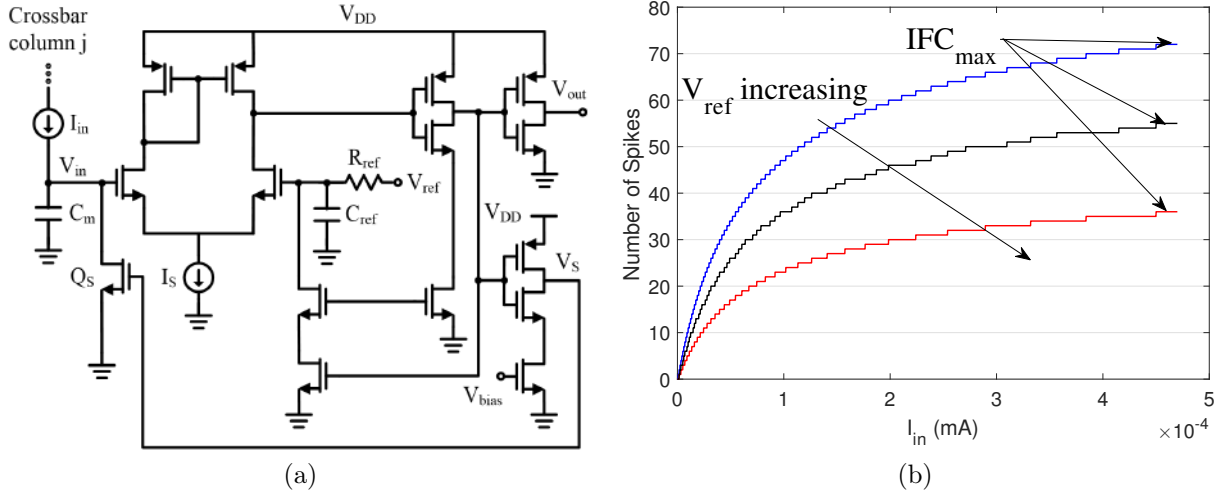 Crossbar
column j
V_DD
I_in
V_in
C_m
Q_S
I_S
R_ref
V_ref
C_ref
V_DD
V_out
V_S
V_bias
(a)
80
70
60
50
40
30
20
10
0
Number of Spikes
IFC_max
V_ref increasing
0
1
2
3
4
5
I_in (mA)
×10^-4
(b)